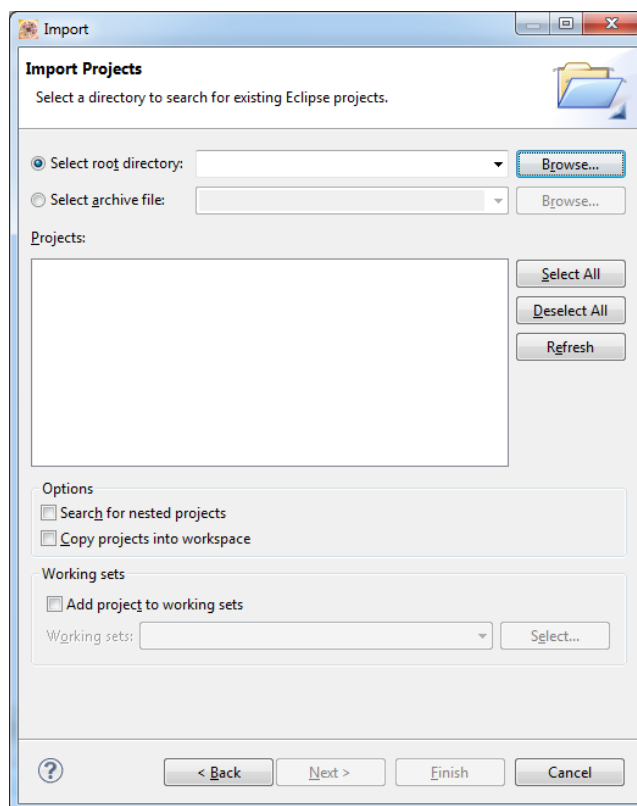 Import
Import Projects
Select a directory to search for existing Eclipse projects.
Select root directory: Browse...
Select archive file: Browse...
Projects:
Select All
Deselect All
Refresh
Options
Search for nested projects
Copy projects into workspace
Working sets
Add project to working sets
Working sets: Select...
? < Back Next > Finish Cancel